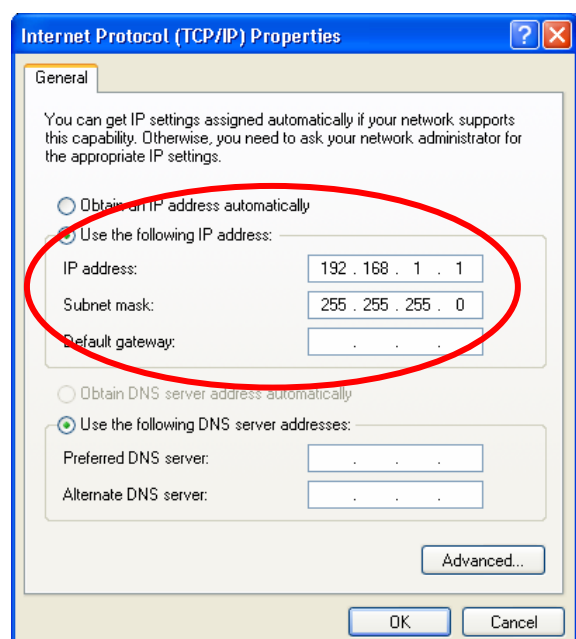 Internet Protocol (TCP/IP) Properties
General
You can get IP settings assigned automatically if your network supports
this capability. Otherwise, you need to ask your network administrator for
the appropriate IP settings.
Obtain an IP address automatically
Use the following IP address:
IP address: 192 . 168 . 1 . 1
Subnet mask: 255 . 255 . 255 . 0
Default gateway: . . .
Obtain DNS server address automatically
Use the following DNS server addresses:
Preferred DNS server: . . .
Alternate DNS server: . . .
Advanced...
OK Cancel